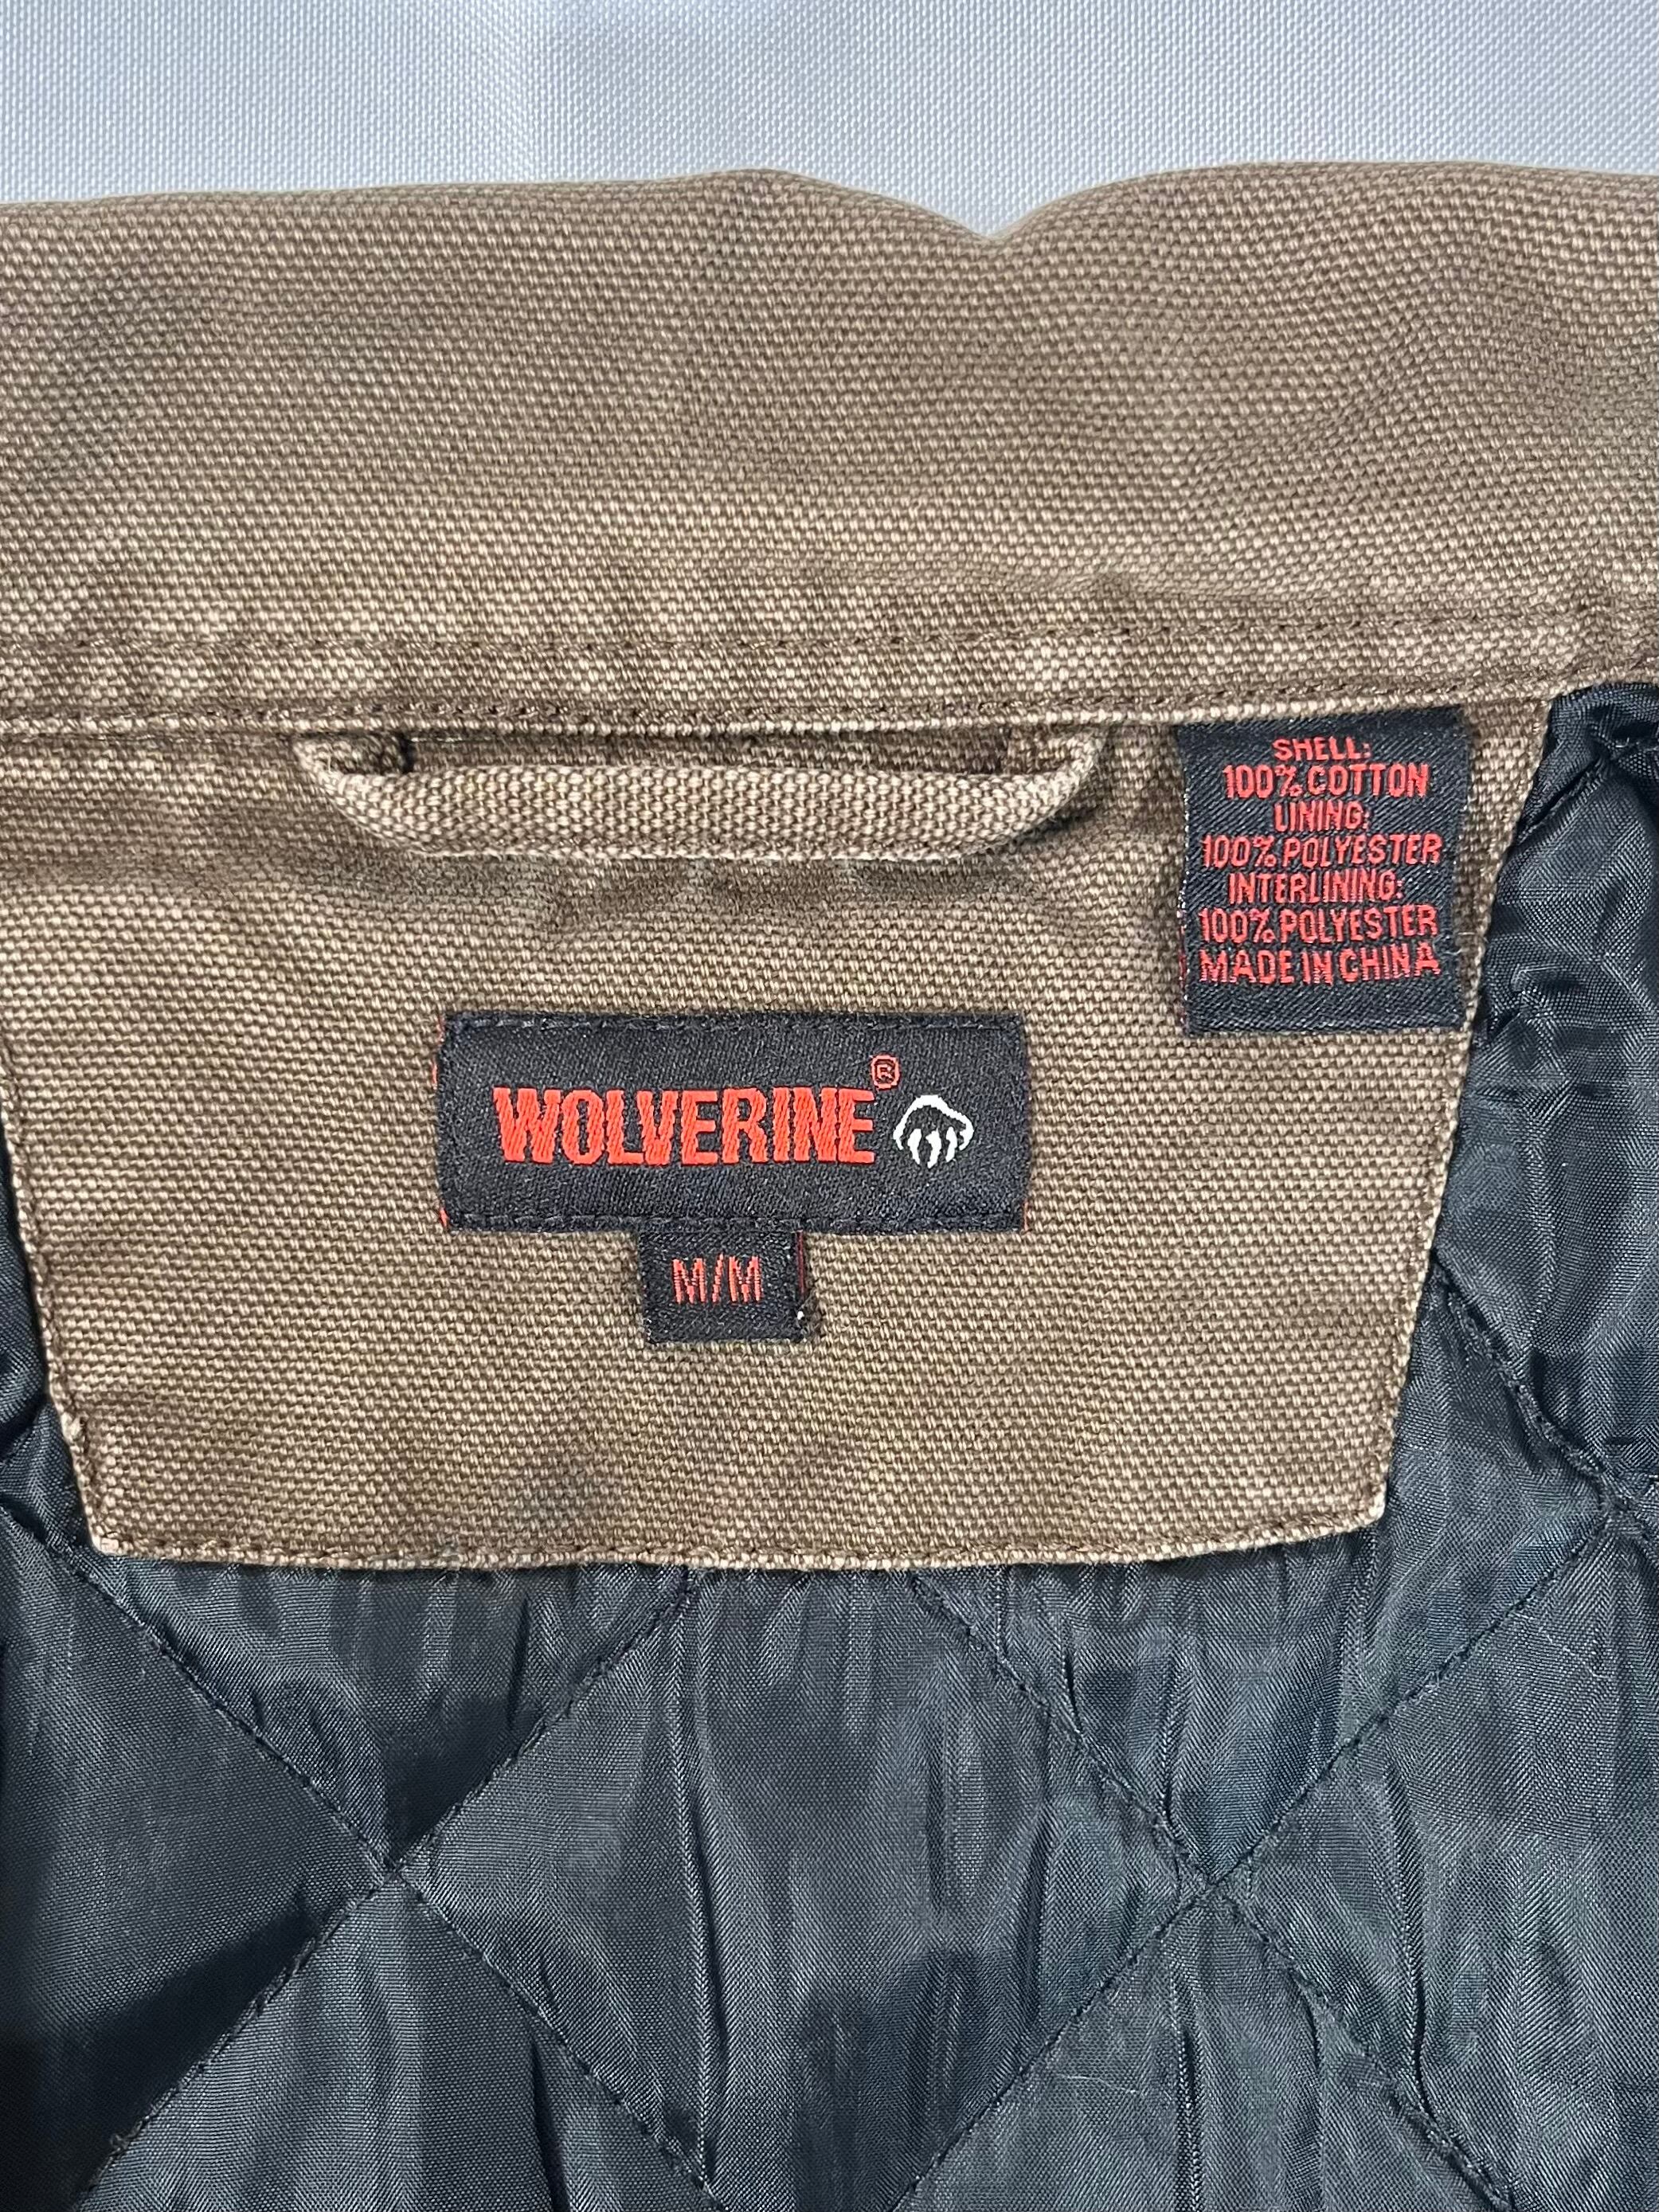 SHELL:
100% COTTON
LINING:
100% POLYESTER
INTERLINING:
100% POLYESTER
MADE IN CHINA
WOLVERINE®
M/M